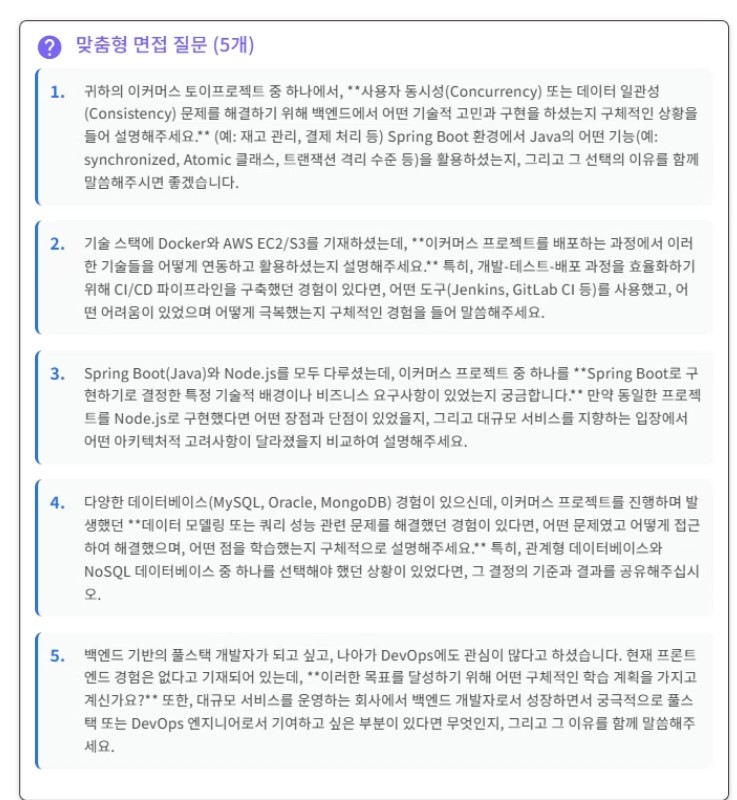 맞춤형 면접 질문 (5개)
1. 귀하의 이커머스 토이프로젝트 중 하나에서, **사용자 동시성(Concurrency) 또는 데이터 일관성
(Consistency) 문제를 해결하기 위해 백엔드에서 어떤 기술적 고민과 구현을 하셨는지 구체적인 상황을
들어 설명해주세요.** (예: 재고 관리, 결제 처리 등) Spring Boot 환경에서 Java의 어떤 기능(예:
synchronized, Atomic 클래스, 트랜잭션 격리 수준 등)을 활용하셨는지, 그리고 그 선택의 이유를 함께
말씀해주시면 좋겠습니다.
2. 기술 스택에 Docker와 AWS EC2/S3를 기재하셨는데, **이커머스 프로젝트를 배포하는 과정에서 이러
한 기술들을 어떻게 연동하고 활용하셨는지 설명해주세요.** 특히, 개발-테스트-배포 과정을 효율화하기
위해 CI/CD 파이프라인을 구축했던 경험이 있다면, 어떤 도구(Jenkins, GitLab CI 등)를 사용했고, 어
떤 어려움이 있었으며 어떻게 극복했는지 구체적인 경험을 들어 말씀해주세요.
3. Spring Boot(Java)와 Node.js를 모두 다루셨는데, 이커머스 프로젝트 중 하나를 **Spring Boot로 구
현하기로 결정한 특정 기술적 배경이나 비즈니스 요구사항이 있었는지 궁금합니다.** 만약 동일한 프로젝
트를 Node.js로 구현했다면 어떤 장점과 단점이 있었을지, 그리고 대규모 서비스를 지향하는 입장에서
어떤 아키텍처적 고려사항이 달라졌을지 비교하여 설명해주세요.
4. 다양한 데이터베이스(MySQL, Oracle, MongoDB) 경험이 있으신데, 이커머스 프로젝트를 진행하며 발
생했던 **데이터 모델링 또는 쿼리 성능 관련 문제를 해결했던 경험이 있다면, 어떤 문제였고 어떻게 접근
하여 해결했으며, 어떤 점을 학습했는지 구체적으로 설명해주세요.** 특히, 관계형 데이터베이스와
NoSQL 데이터베이스 중 하나를 선택해야 했던 상황이 있었다면, 그 결정의 기준과 결과를 공유해주십시
오.
5. 백엔드 기반의 풀스택 개발자가 되고 싶고, 나아가 DevOps에도 관심이 많다고 하셨습니다. 현재 프론트
엔드 경험은 없다고 기재되어 있는데, **이러한 목표를 달성하기 위해 어떤 구체적인 학습 계획을 가지고
계신가요?** 또한, 대규모 서비스를 운영하는 회사에서 백엔드 개발자로서 성장하면서 궁극적으로 풀스
택 또는 DevOps 엔지니어로서 기여하고 싶은 부분이 있다면 무엇인지, 그리고 그 이유를 함께 말씀해주
세요.